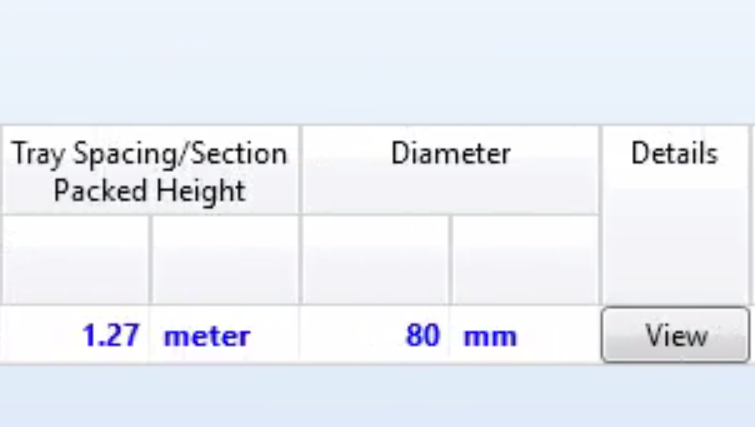 Tray Spacing/Section
Packed Height
Diameter
Details
1.27 meter 80 mm View